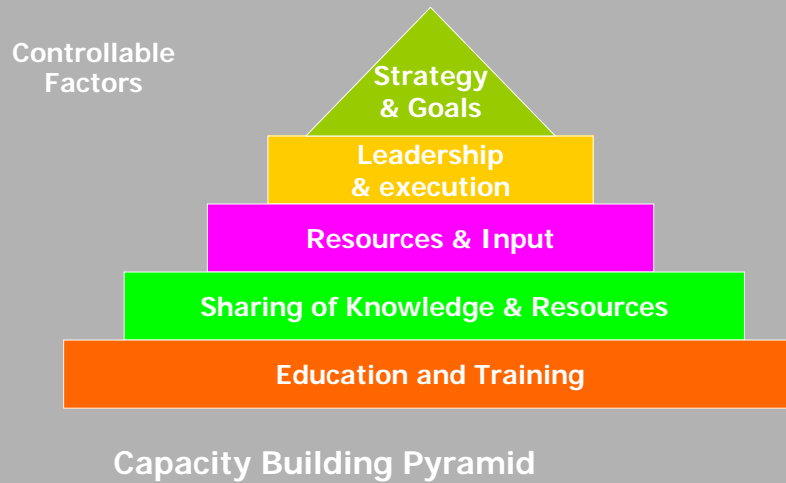 Controllable
Factors
Strategy
& Goals
Leadership
& execution
Resources & Input
Sharing of Knowledge & Resources
Education and Training
Capacity Building Pyramid